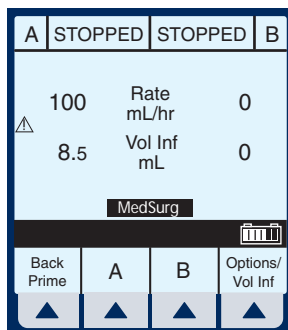 A STOPPED STOPPED B
100 Rate mL/hr 0
8.5 Vol Inf mL 0
MedSurg
Back Prime A B Options/ Vol Inf